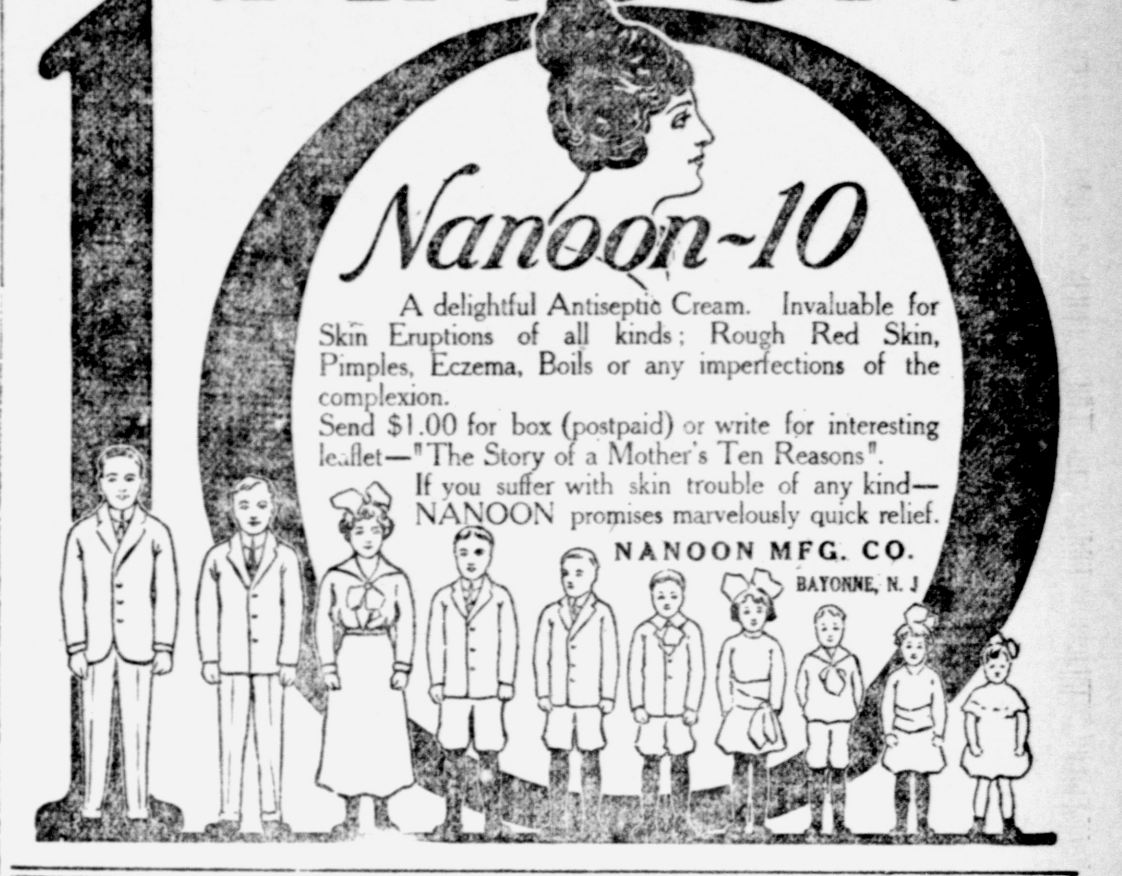 10
Nanoon-10
A delightful Antiseptic Cream. Invaluable for
Skin Eruptions of all kinds; Rough Red Skin,
Pimples, Eczema, Boils or any imperfections of the
complexion.
Send $1.00 for box (postpaid) or write for interesting
leaflet—"The Story of a Mother's Ten Reasons".
If you suffer with skin trouble of any kind—
NANOON promises marvelously quick relief.
NANOON MFG. CO.
BAYONNE, N. J